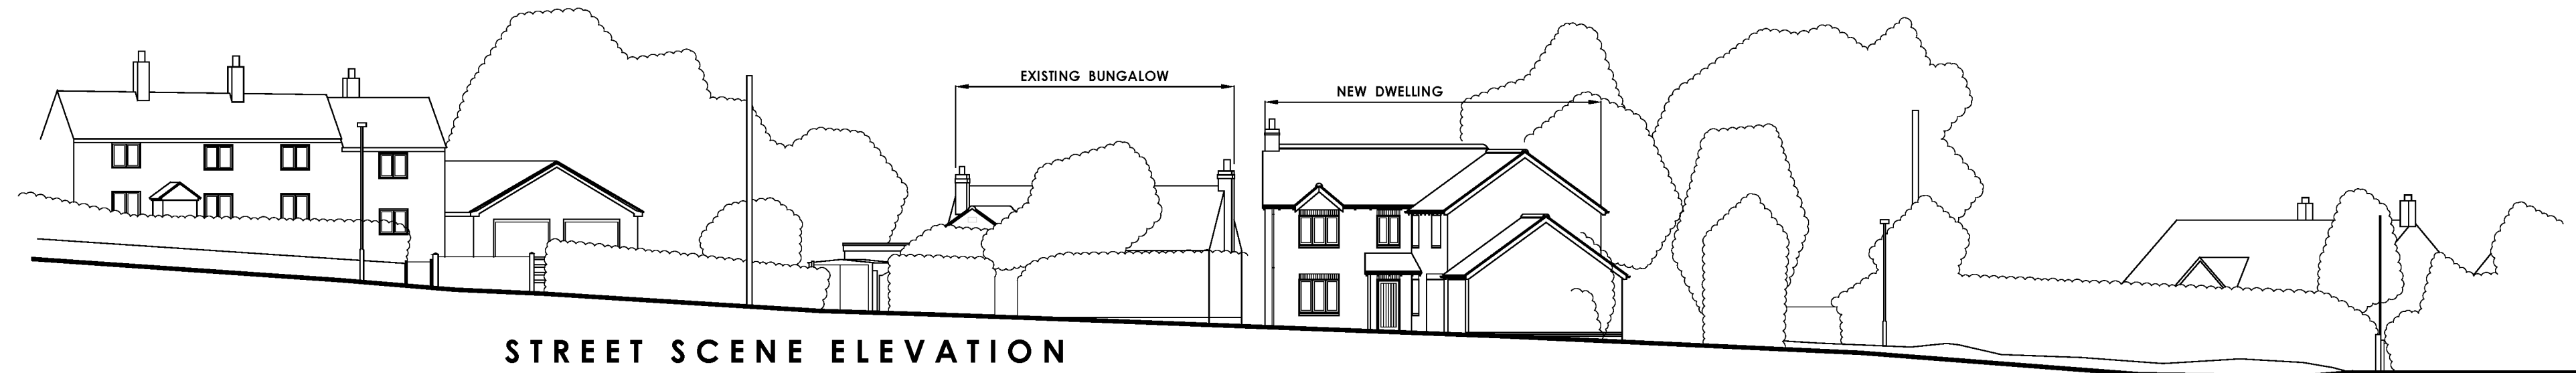 EXISTING BUNGALOW
NEW DWELLING
STREET SCENE ELEVATION